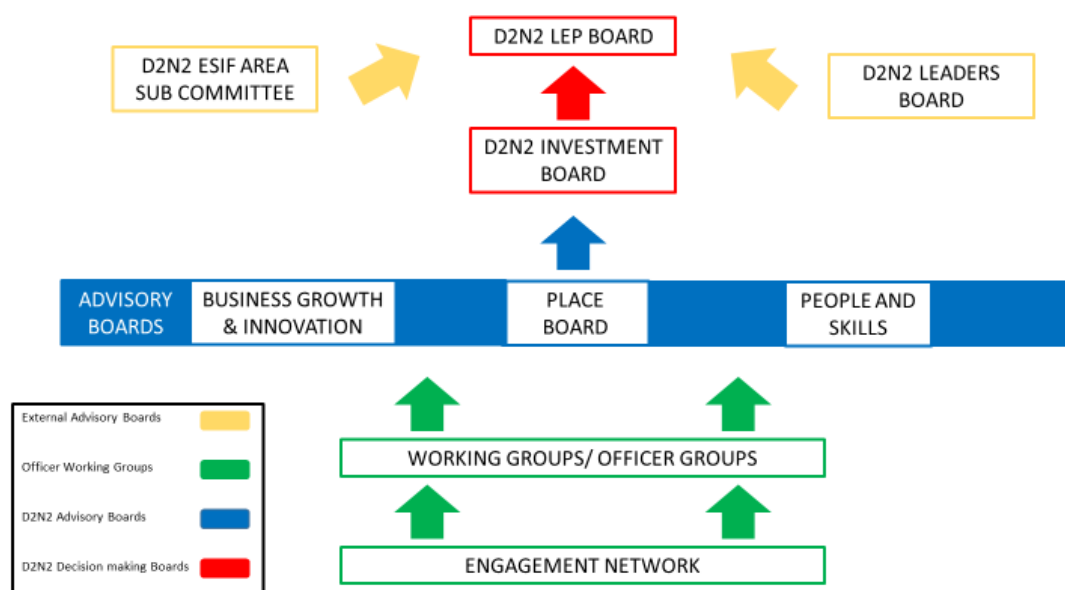 D2N2 LEP BOARD
D2N2 ESIF AREA
SUB COMMITTEE
D2N2 LEADERS
BOARD
D2N2 INVESTMENT
BOARD
ADVISORY
BOARDS
BUSINESS GROWTH
& INNOVATION
PLACE
BOARD
PEOPLE AND
SKILLS
WORKING GROUPS/ OFFICER GROUPS
ENGAGEMENT NETWORK
External Advisory Boards
Officer Working Groups
D2N2 Advisory Boards
D2N2 Decision making Boards